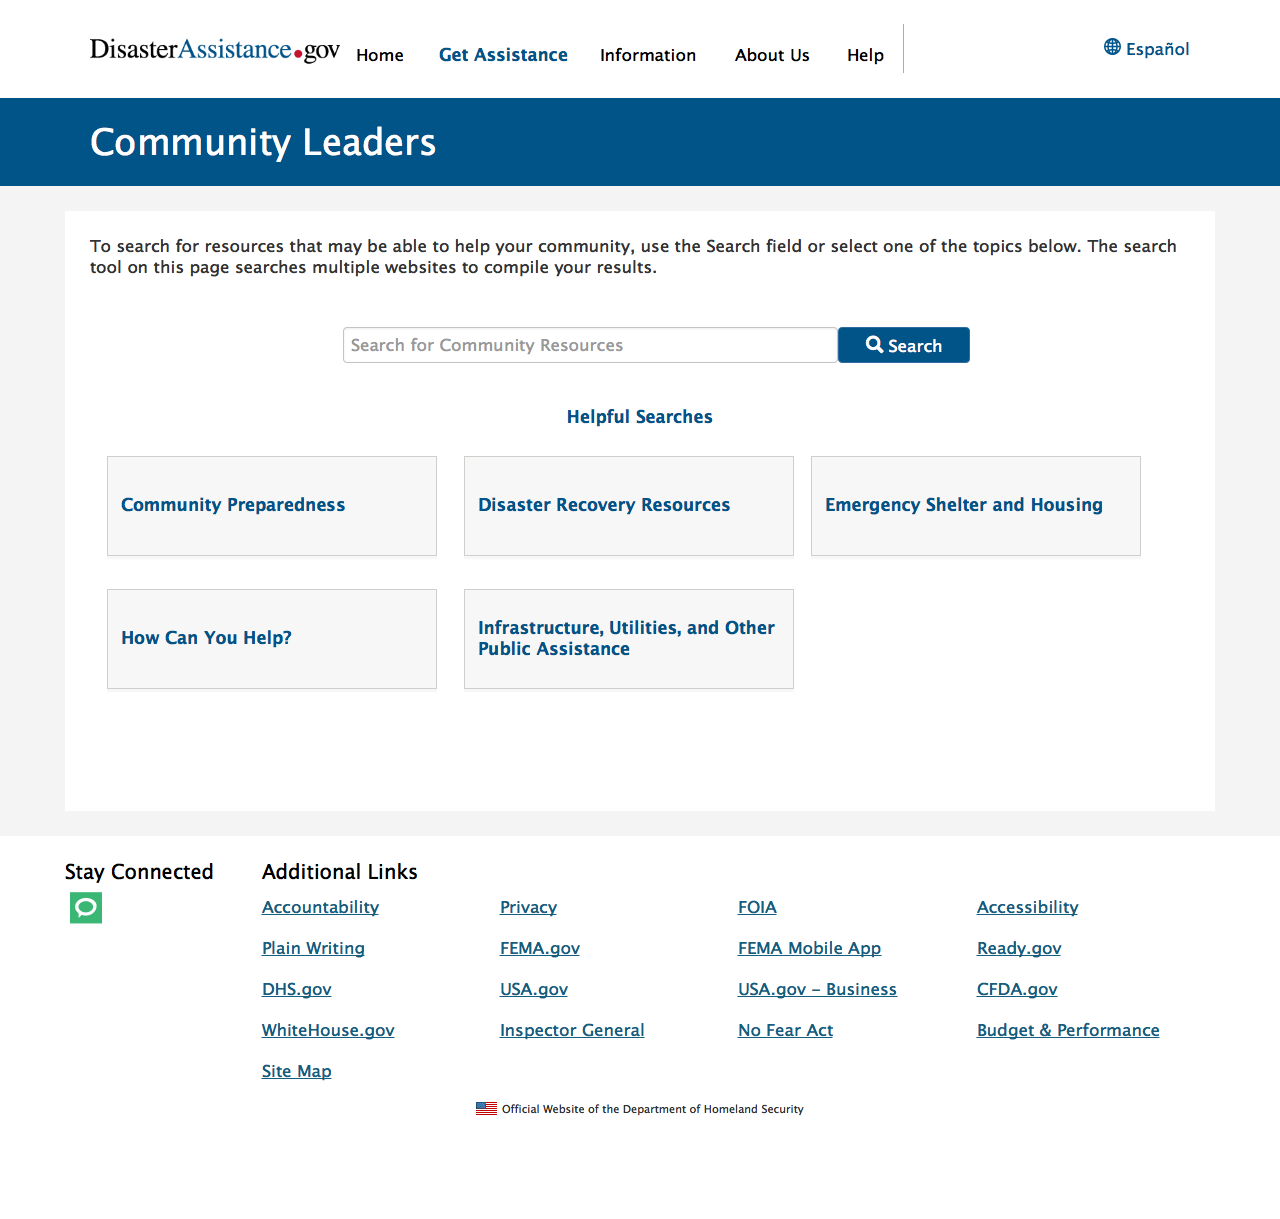 DisasterAssistance.gov Home Get Assistance Information About Us Help Español
Community Leaders
To search for resources that may be able to help your community, use the Search field or select one of the topics below. The search
tool on this page searches multiple websites to compile your results.
Search for Community Resources Search
Helpful Searches
Community Preparedness Disaster Recovery Resources Emergency Shelter and Housing
How Can You Help?
Infrastructure, Utilities, and Other
Public Assistance
Stay Connected Additional Links
Accountability Privacy FOIA Accessibility
Plain Writing FEMA.gov FEMA Mobile App Ready.gov
DHS.gov USA.gov USA.gov – Business CFDA.gov
WhiteHouse.gov Inspector General No Fear Act Budget & Performance
Site Map
Official Website of the Department of Homeland Security